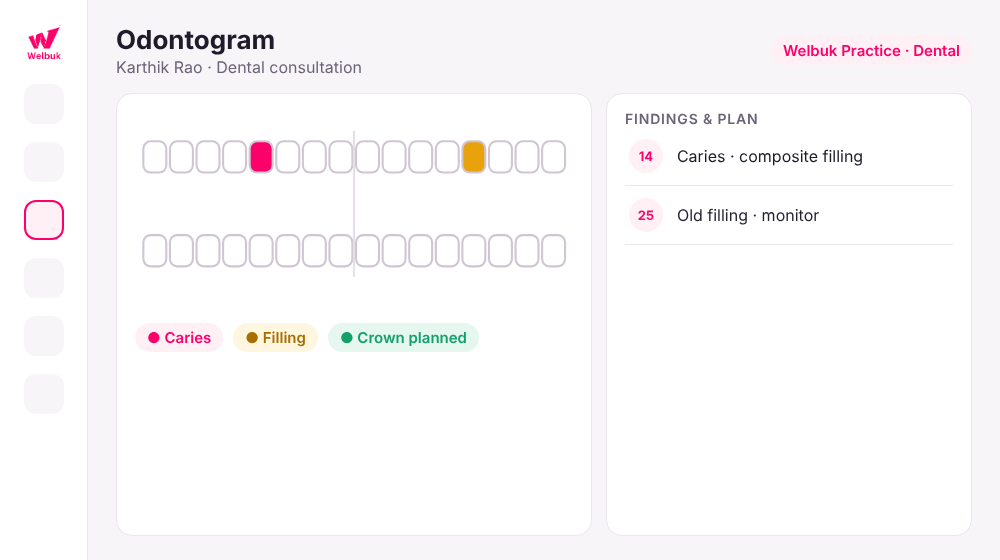 Welbuk
Odontogram
Karthik Rao · Dental consultation
Welbuk Practice · Dental
Caries
Filling
Crown planned
FINDINGS & PLAN
14 Caries · composite filling
25 Old filling · monitor